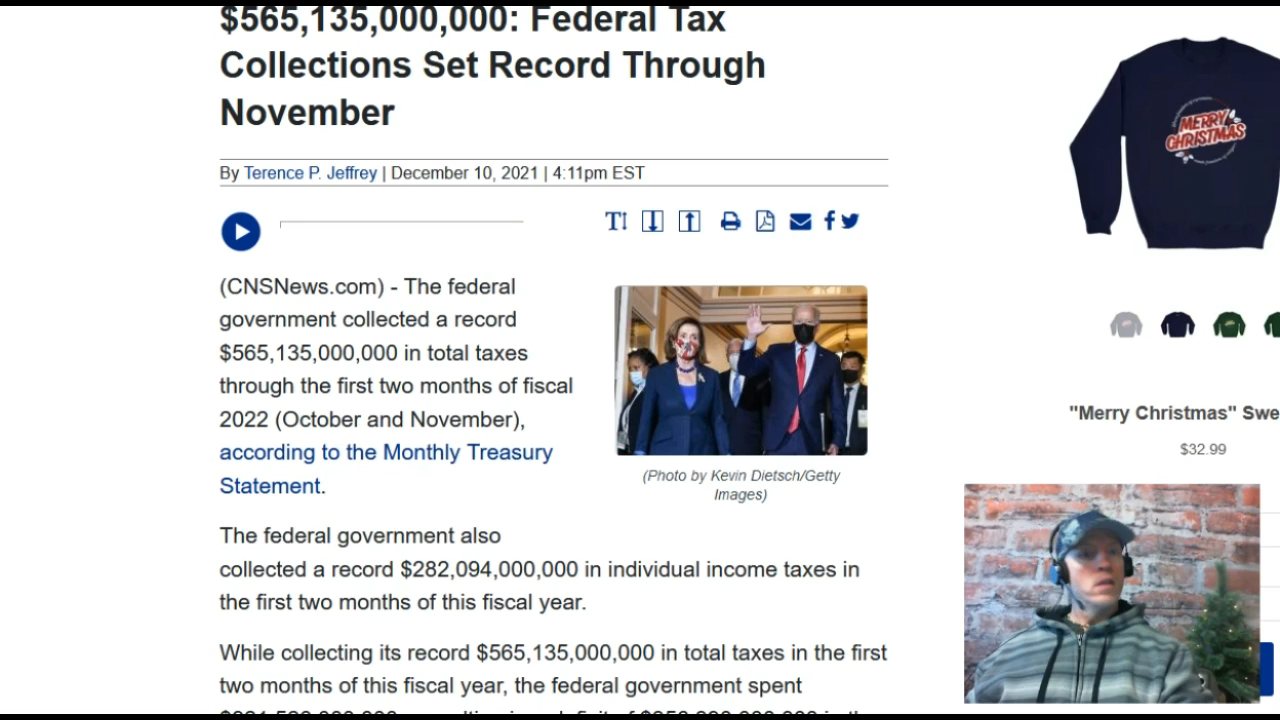 $565,135,000,000: Federal Tax
Collections Set Record Through
November
By Terence P. Jeffrey | December 10, 2021 | 4:11pm EST
(CNSNews.com) - The federal
government collected a record
$565,135,000,000 in total taxes
through the first two months of fiscal
2022 (October and November),
according to the Monthly Treasury
Statement.
(Photo by Kevin Dietsch/Getty
Images)
The federal government also
collected a record $282,094,000,000 in individual income taxes in
the first two months of this fiscal year.
While collecting its record $565,135,000,000 in total taxes in the first
two months of this fiscal year, the federal government spent
MERRY
CHRISTMAS
"Merry Christmas" Swe
$32.99